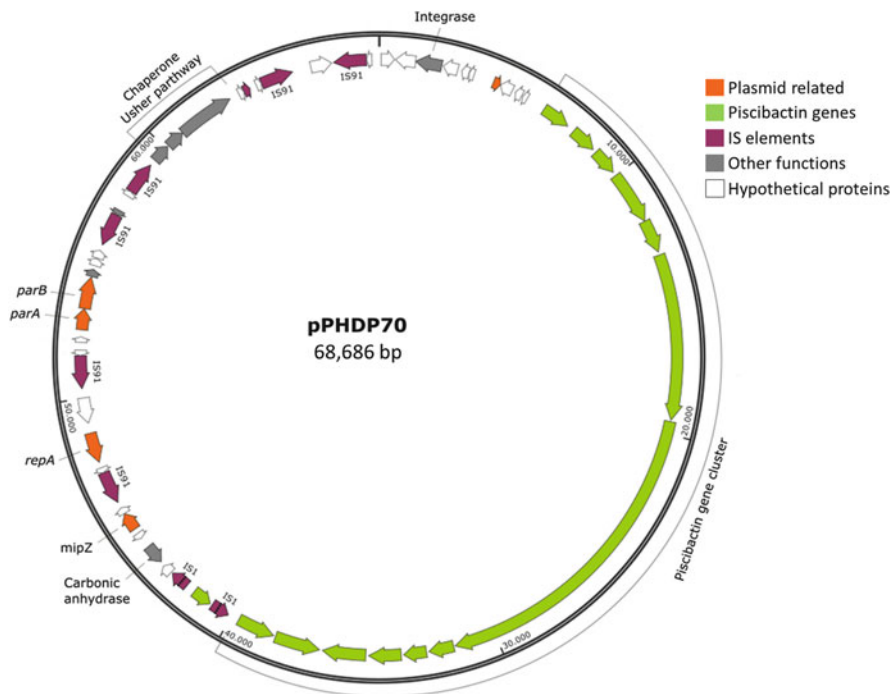 Integrase
Chaperone
Usher parthway
IS91
IS91
60.000
IS91
IS91
parB
parA
IS91
50.000
repA
IS91
mipZ
Carbonic
anhydrase
IS1
IS1
40.000
30.000
20.000
10.000
Piscibactin gene cluster
pPHDP70
68,686 bp
Plasmid related
Piscibactin genes
IS elements
Other functions
Hypothetical proteins